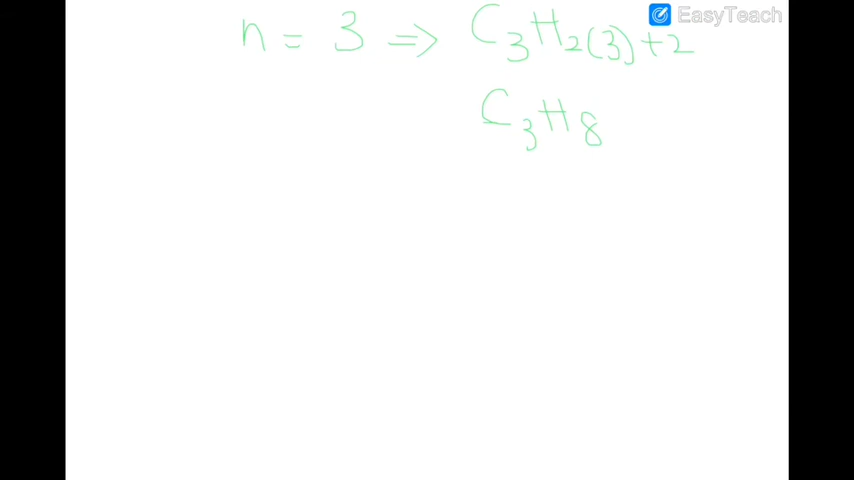 EasyTeach
n = 3 => C3H2(3)+2
C3H8